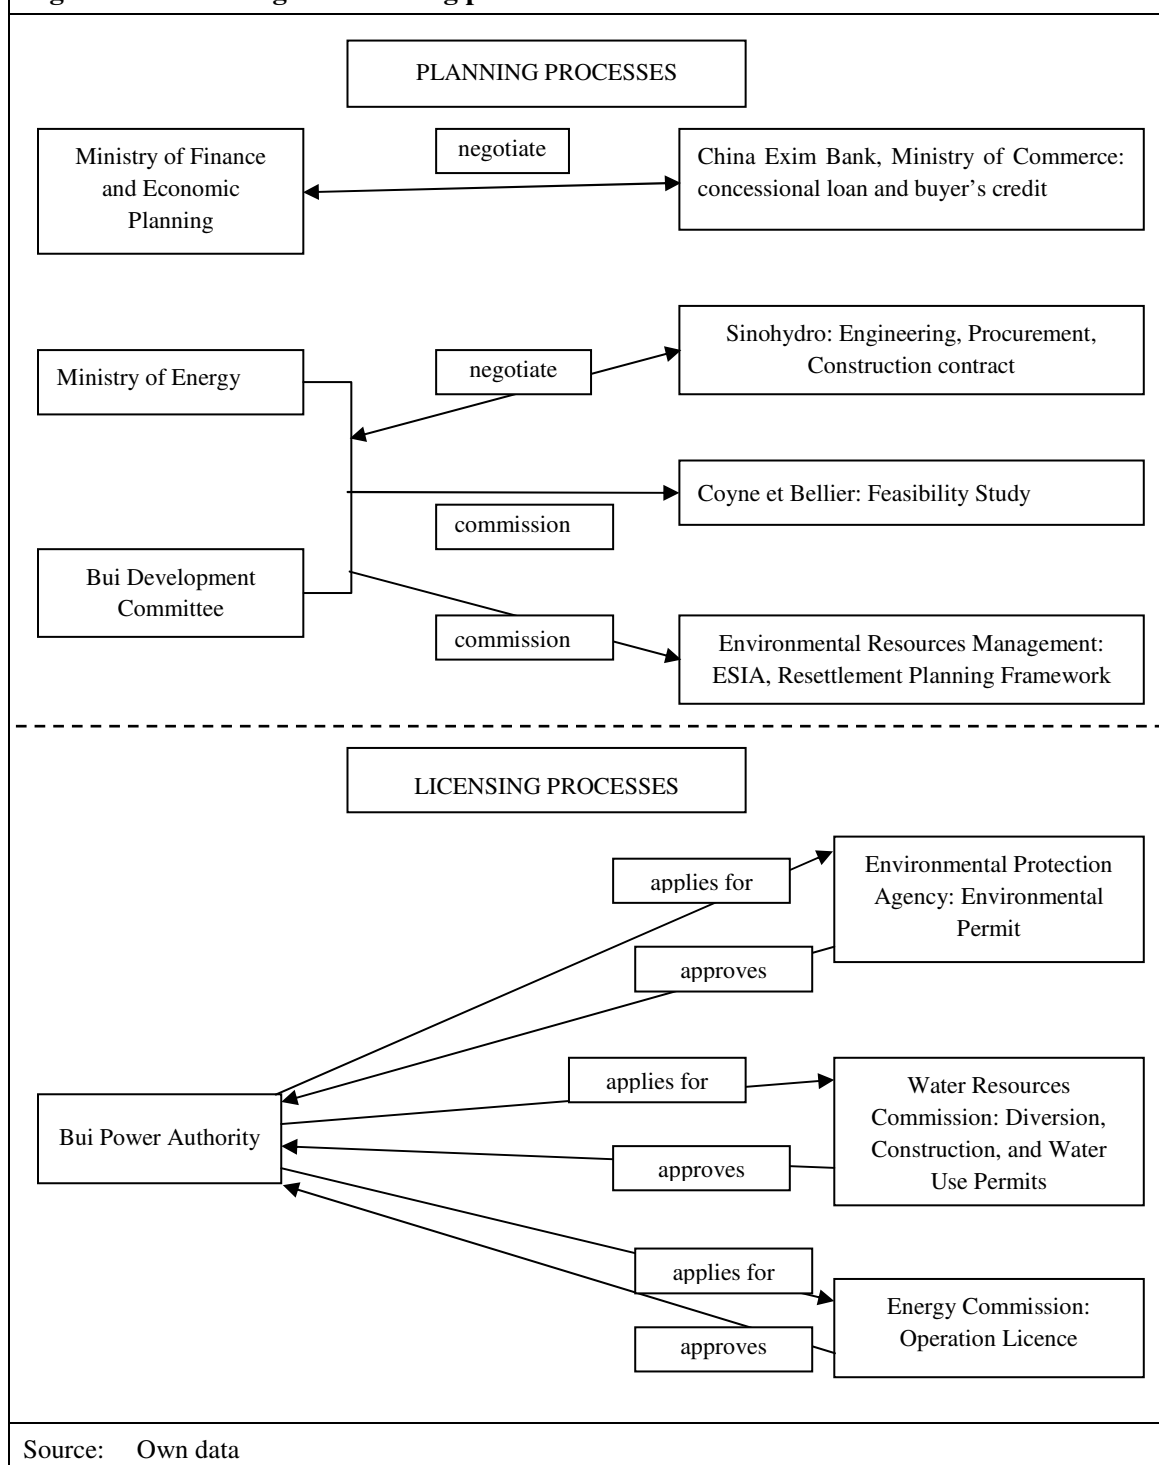 PLANNING PROCESSES
Ministry of Finance
and Economic
Planning
negotiate
China Exim Bank, Ministry of Commerce:
concessional loan and buyer's credit
Ministry of Energy
negotiate
Sinohydro: Engineering, Procurement,
Construction contract
Coyne et Bellier: Feasibility Study
commission
Bui Development
Committee
commission
Environmental Resources Management:
ESIA, Resettlement Planning Framework
LICENSING PROCESSES
applies for
Environmental Protection
Agency: Environmental
Permit
approves
applies for
Water Resources
Commission: Diversion,
Construction, and Water
Use Permits
Bui Power Authority
approves
applies for
Energy Commission:
Operation Licence
approves
Source: Own data